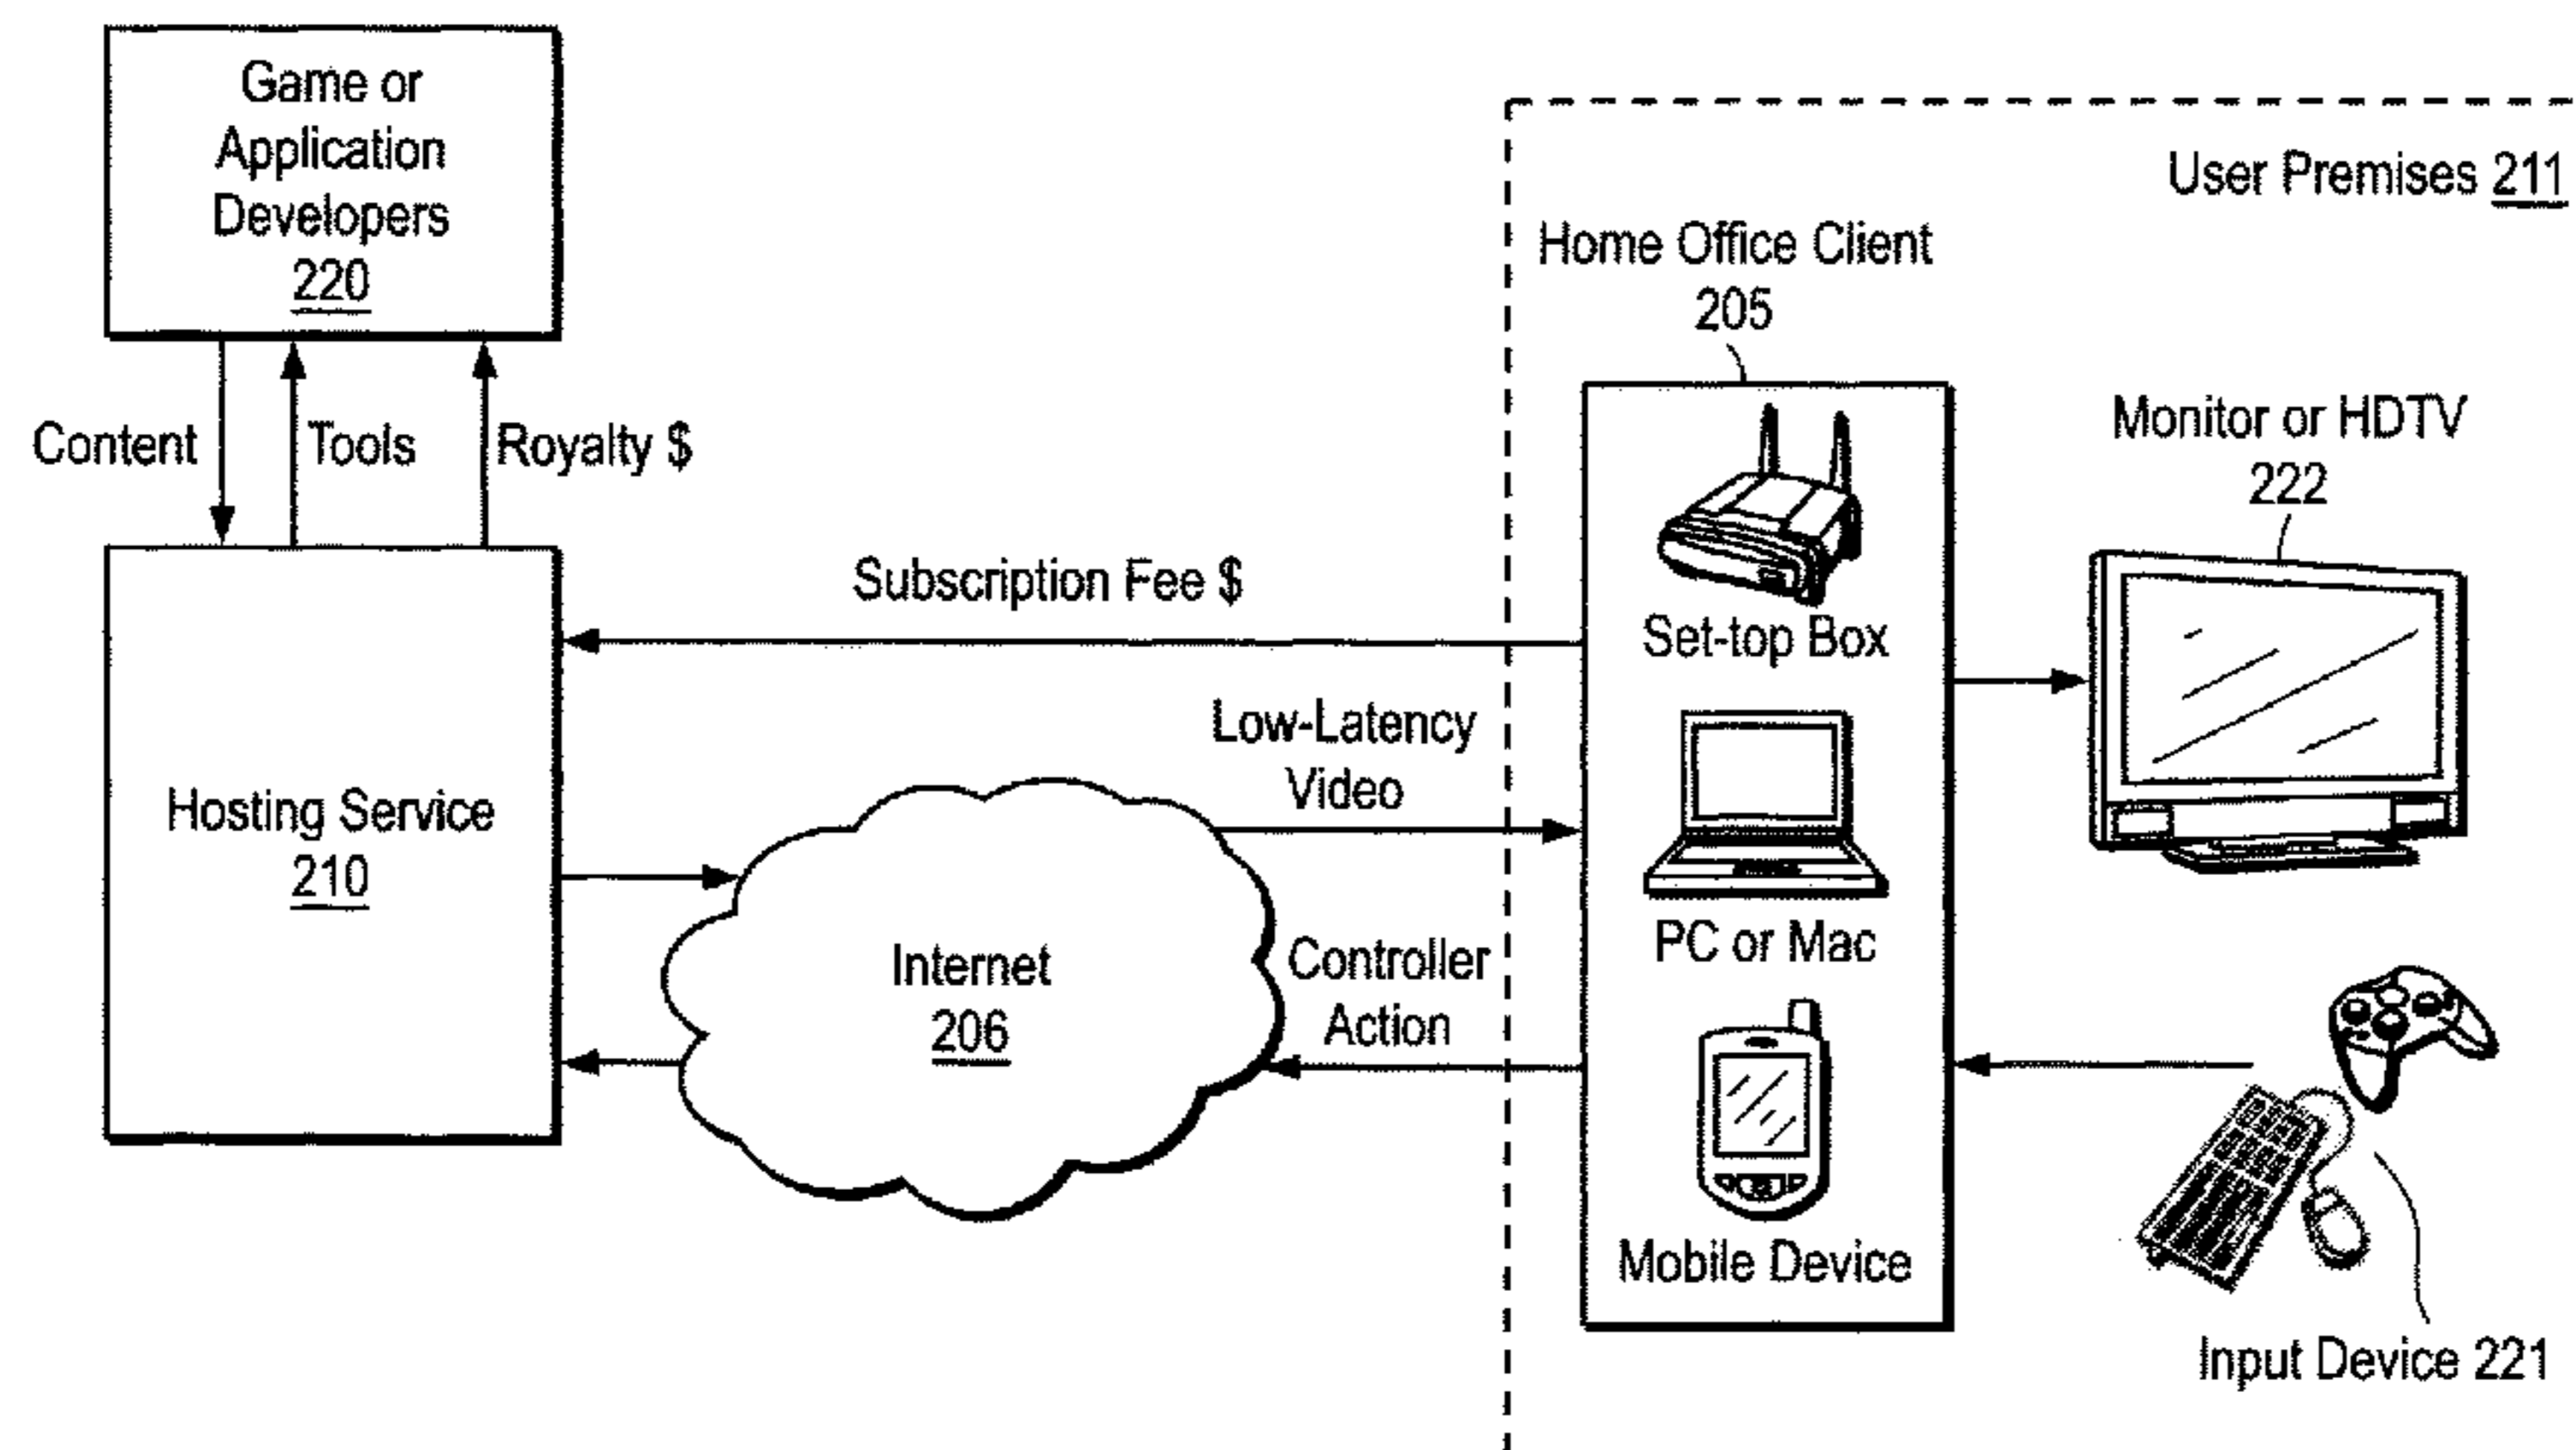 Game or
Application
Developers
220
User Premises 211
Home Office Client
205
Content
Tools
Royalty $
Monitor or HDTV
222
Subscription Fee $
Set-top Box
Low-Latency
Video
Hosting Service
210
PC or Mac
Internet
206
Controller
Action
Mobile Device
Input Device 221